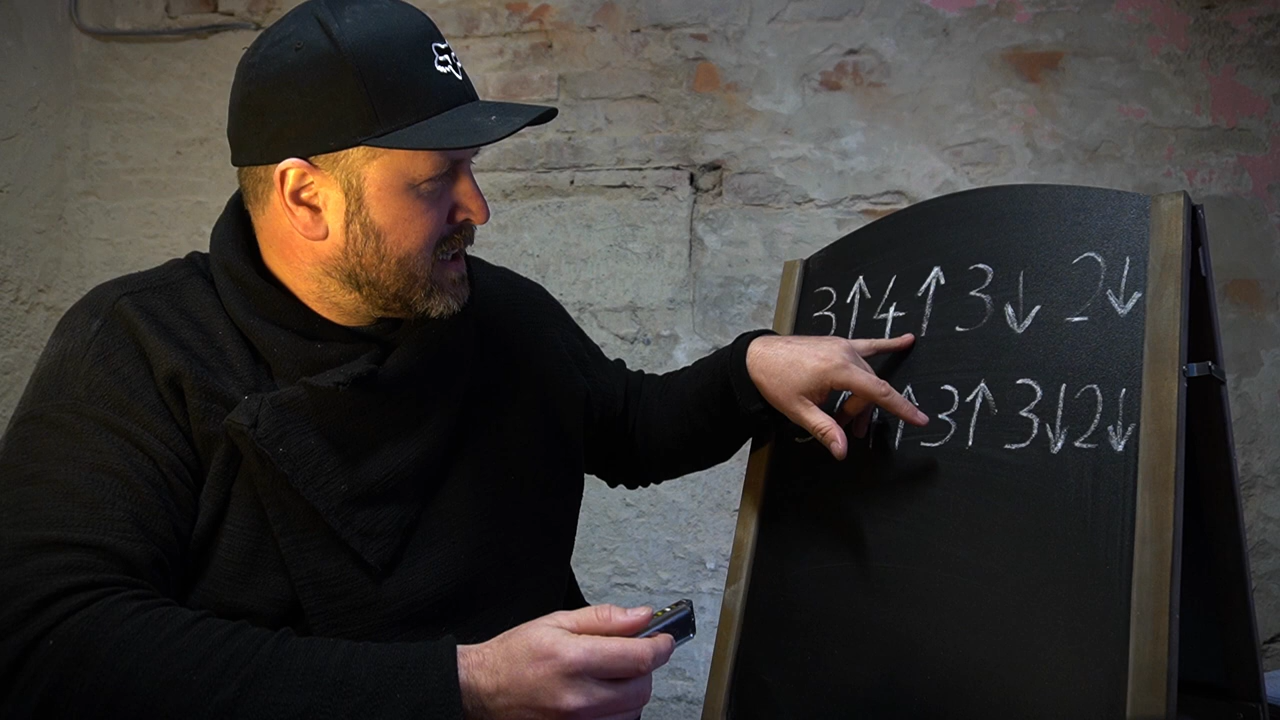 3↑ 4↑ 3↓ 2↓
↑ 3↑ 3↓ 2↓